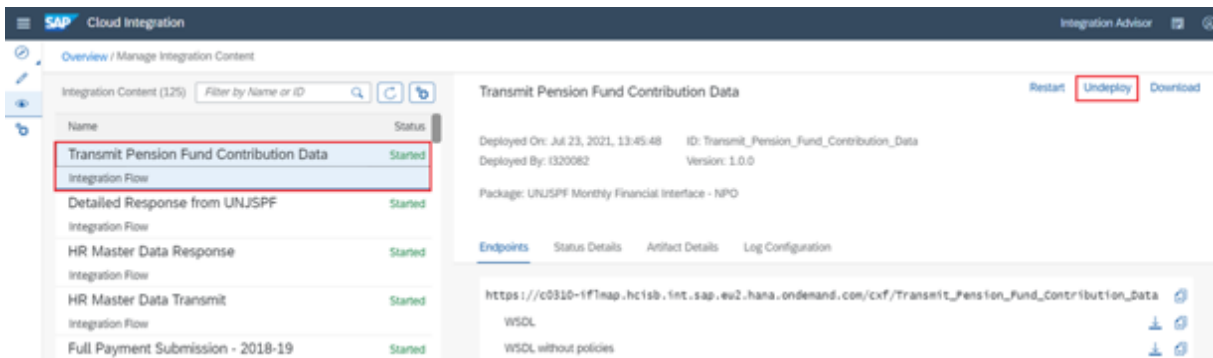 SAP Cloud Integration
Integration Advisor
Overview / Manage Integration Content
Integration Content (125) Filter by Name or ID
Name Status
Transmit Pension Fund Contribution Data Started
Integration Flow
Detailed Response from UNJSPF Started
Integration Flow
HR Master Data Response Started
Integration Flow
HR Master Data Transmit Started
Integration Flow
Full Payment Submission - 2018-19 Started
Transmit Pension Fund Contribution Data
Restart Undeploy Download
Deployed On: Jul 23, 2021, 13:45:48 ID: Transmit_Pension_Fund_Contribution_Data
Deployed By: I320082 Version: 1.0.0
Package: UNJSPF Monthly Financial Interface - NPO
Endpoints Status Details Artifact Details Log Configuration
https://c0310-iflmap.hcisb.int.sap.eu2.hana.ondemand.com/cxf/Transmit_Pension_Fund_Contribution_Data
WSDL
WSDL without policies